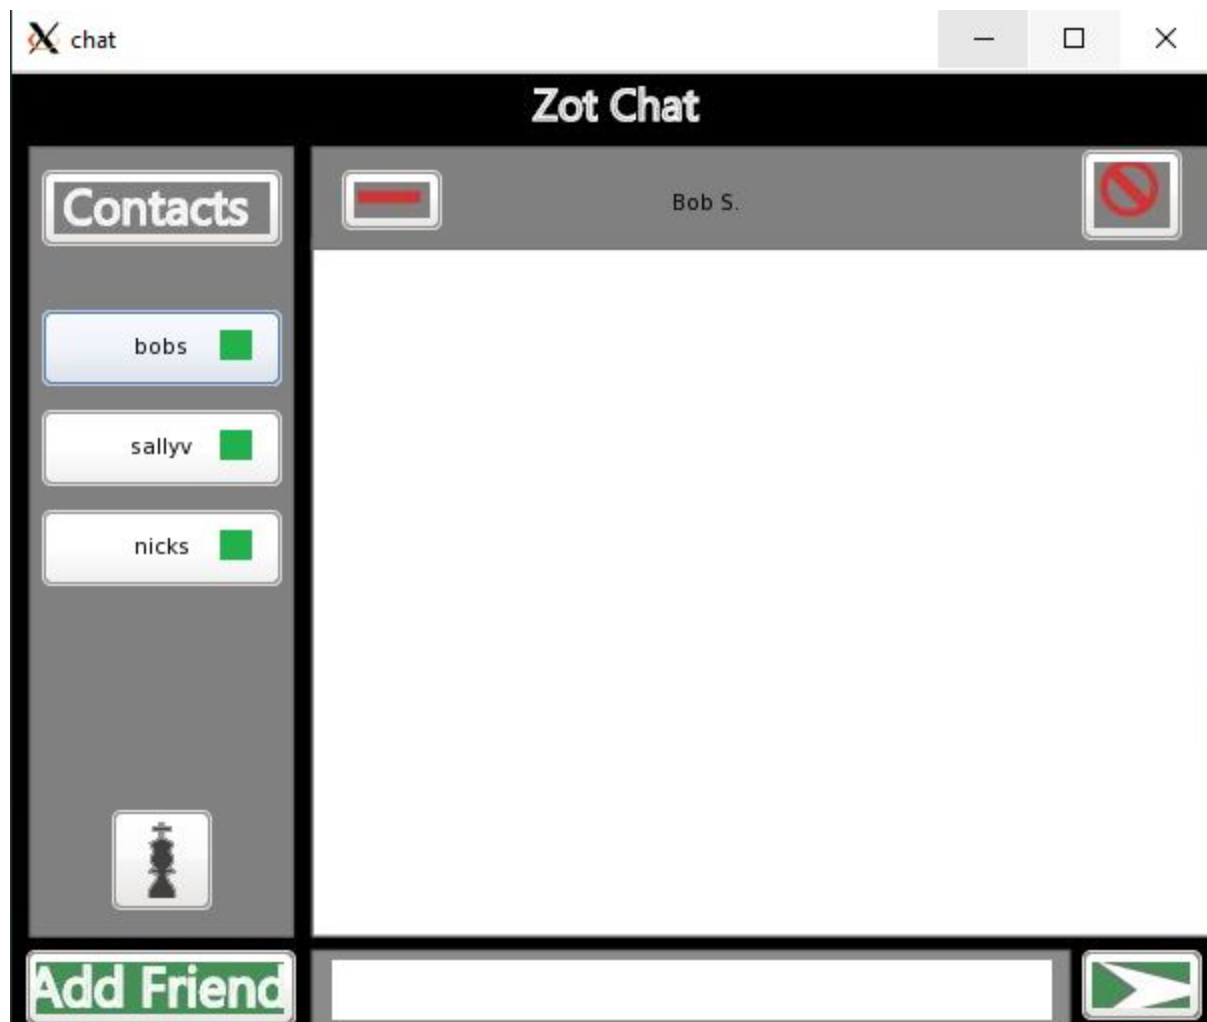 chat
Zot Chat
Contacts
Bob S.
bobs
sallyv
nicks
Add Friend